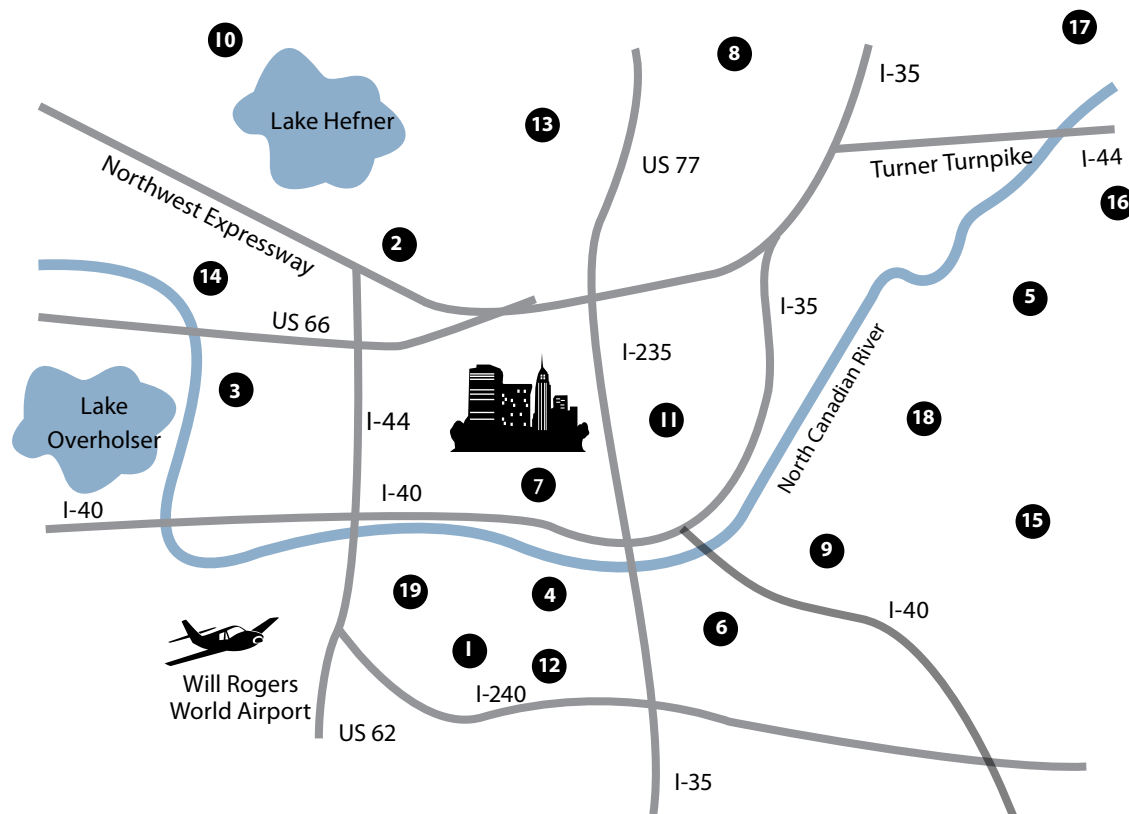 17
10
8
I-35
Lake Hefner
13
Turner Turnpike
I-44
US 77
Northwest Expressway
16
2
14
5
I-35
US 66
I-235
North Canadian River
3
Lake
Overholser
I-44
11
18
7
I-40
I-40
15
9
19
4
I-40
6
1
12
Will Rogers
World Airport
I-240
US 62
I-35